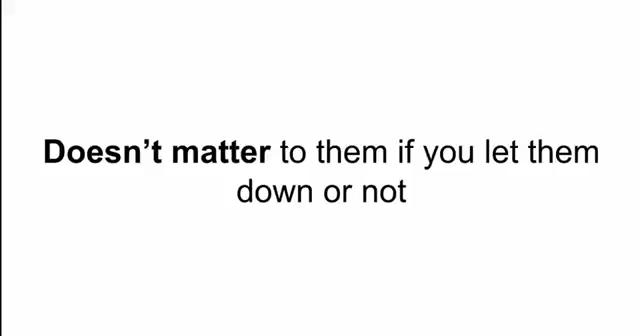 Doesn’t matter to them if you let them
down or not